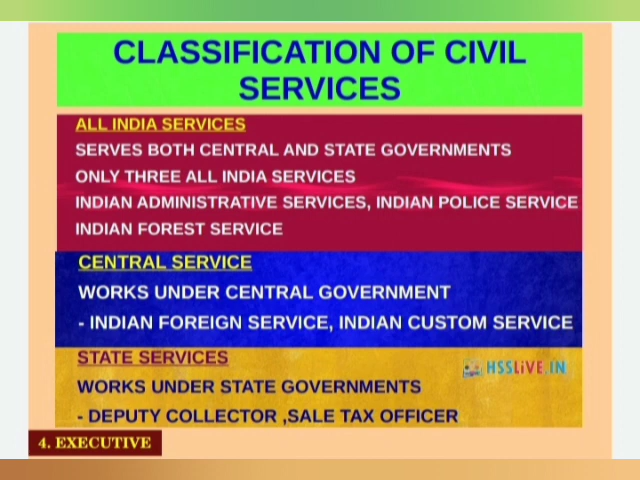 CLASSIFICATION OF CIVIL
SERVICES
ALL INDIA SERVICES
SERVES BOTH CENTRAL AND STATE GOVERNMENTS
ONLY THREE ALL INDIA SERVICES
INDIAN ADMINISTRATIVE SERVICES, INDIAN POLICE SERVICE
INDIAN FOREST SERVICE
CENTRAL SERVICE
WORKS UNDER CENTRAL GOVERNMENT
- INDIAN FOREIGN SERVICE, INDIAN CUSTOM SERVICE
STATE SERVICES
HSSLiVE.IN
WORKS UNDER STATE GOVERNMENTS
- DEPUTY COLLECTOR ,SALE TAX OFFICER
4. EXECUTIVE